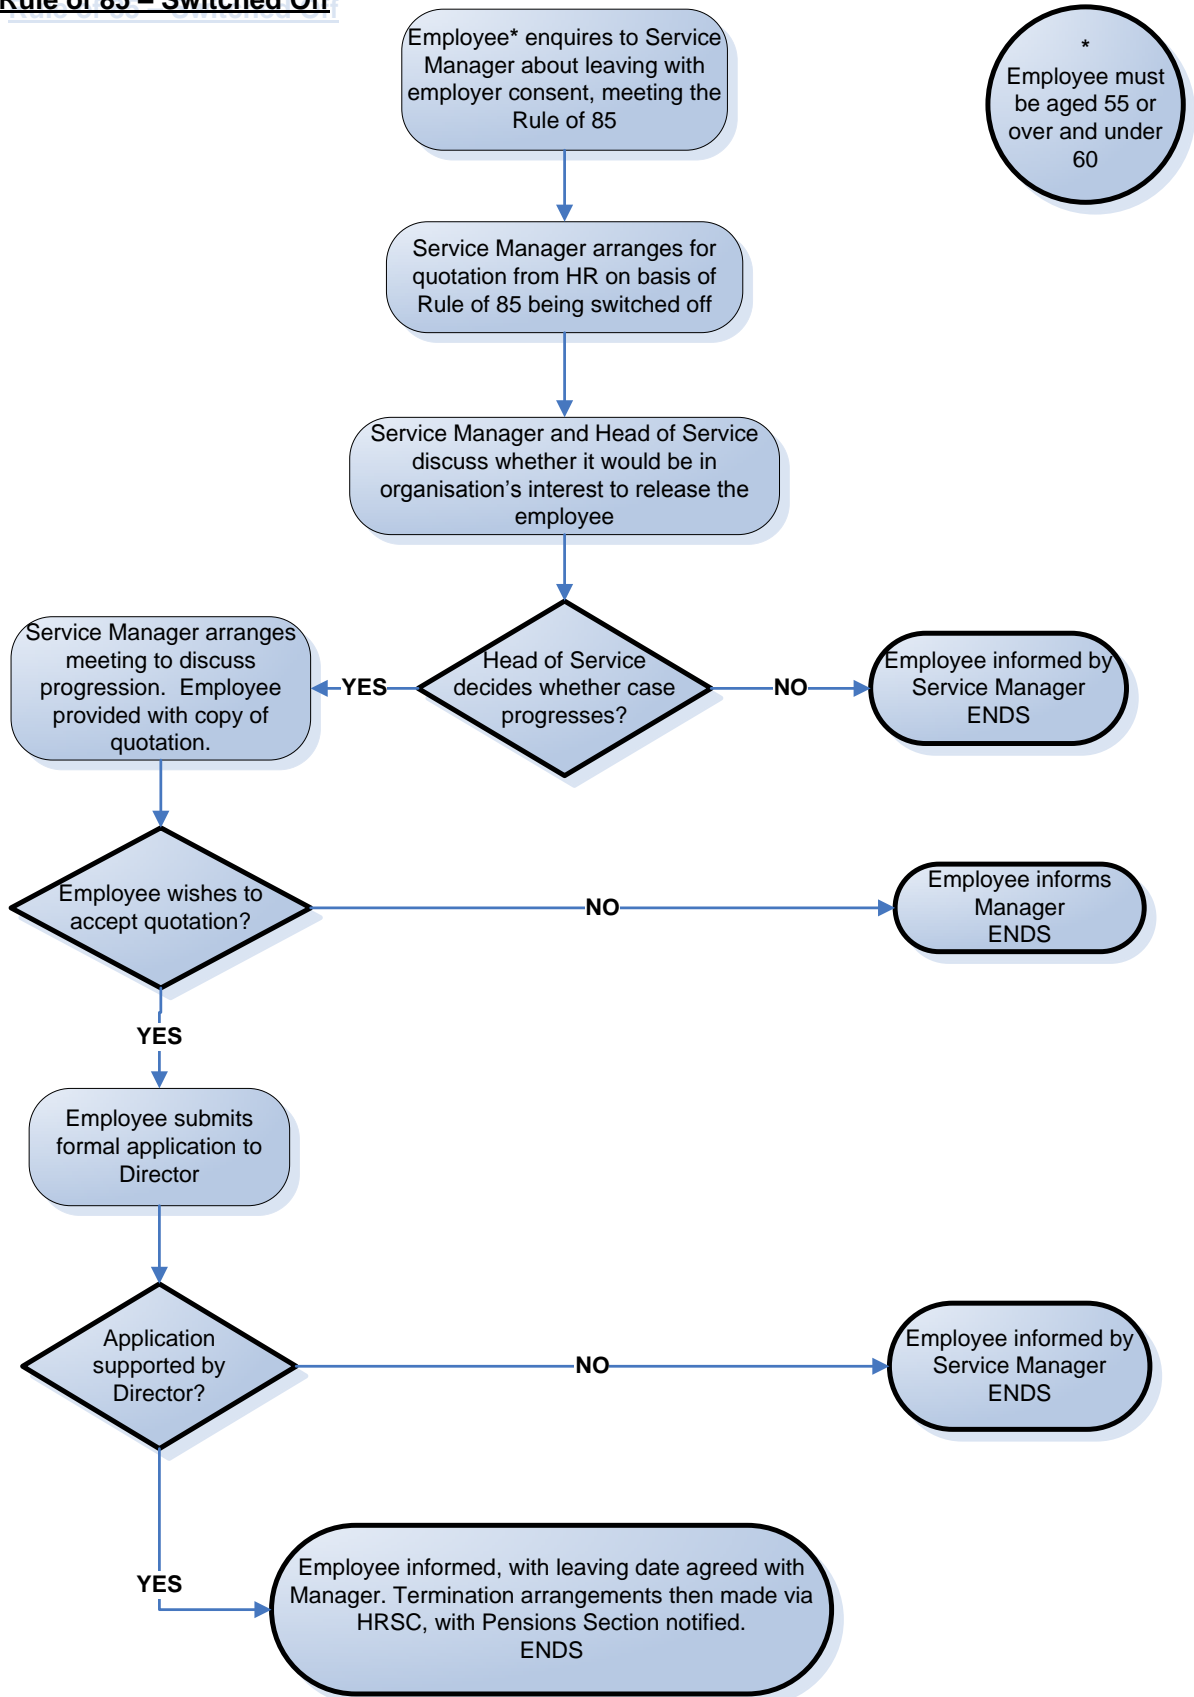 Rule of 85 – Switched Off
Employee* enquires to Service
Manager about leaving with
employer consent, meeting the
Rule of 85
*
Employee must
be aged 55 or
over and under
60
Service Manager arranges for
quotation from HR on basis of
Rule of 85 being switched off
Service Manager and Head of Service
discuss whether it would be in
organisation’s interest to release the
employee
Head of Service
decides whether case
progresses?
YES
NO
Service Manager arranges
meeting to discuss
progression.  Employee
provided with copy of
quotation.
Employee informed by
Service Manager
ENDS
Employee wishes to
accept quotation?
NO
Employee informs
Manager
ENDS
YES
Employee submits
formal application to
Director
Application
supported by
Director?
NO
Employee informed by
Service Manager
ENDS
YES
Employee informed, with leaving date agreed with
Manager. Termination arrangements then made via
HRSC, with Pensions Section notified.
ENDS